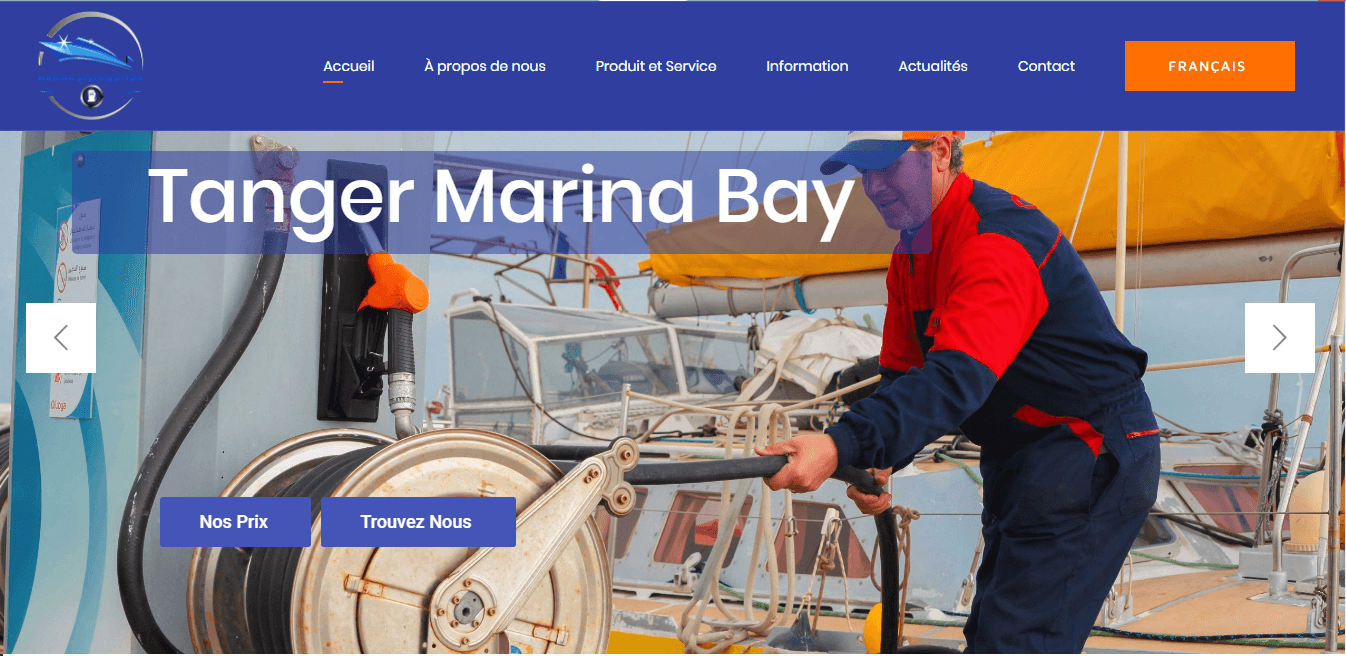 Accueil
À propos de nous
Produit et Service
Information
Actualités
Contact
FRANÇAIS
Tanger Marina Bay
Nos Prix
Trouvez Nous